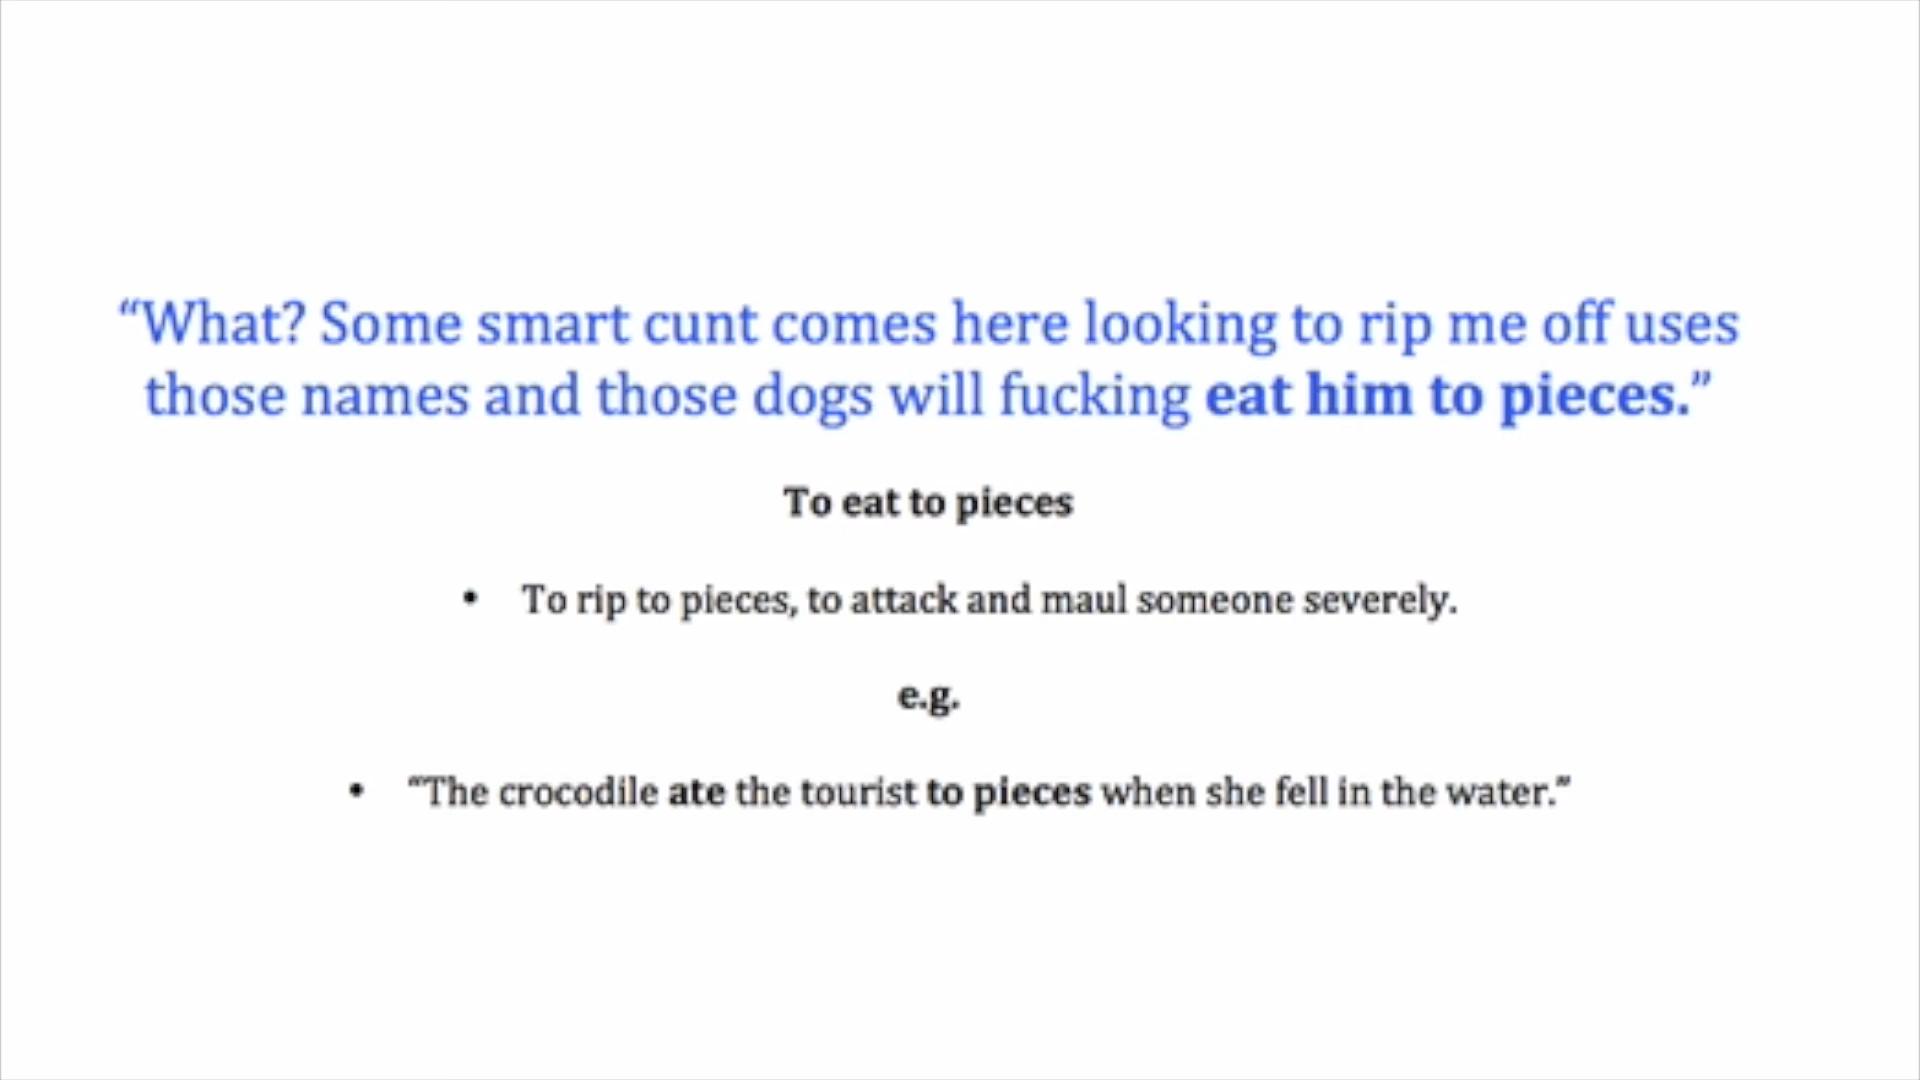 “What? Some smart cunt comes here looking to rip me off uses
those names and those dogs will fucking eat him to pieces.”
To eat to pieces
• To rip to pieces, to attack and maul someone severely.
e.g.
• “The crocodile ate the tourist to pieces when she fell in the water.”